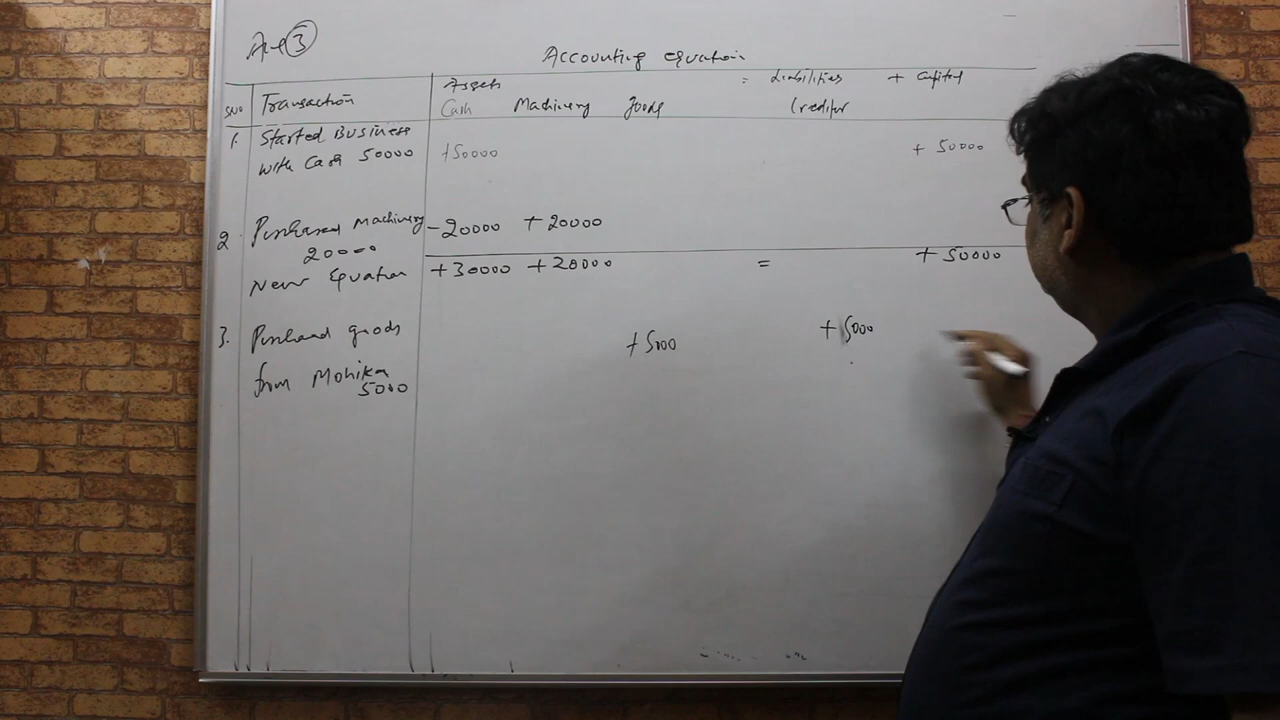 Ans 3
Accounting equation
Assets = Liabilities + Capital
S.No Transaction Cash Machinery goods Creditor
1. Started Business
with Cash 50000 +50000 + 50000
2. Purchased Machinery -20000 + 20000
20000
New Equation +30000 +20000 = + 50000
3. Purchased goods
+5000 + 5000
from Mohika
5000